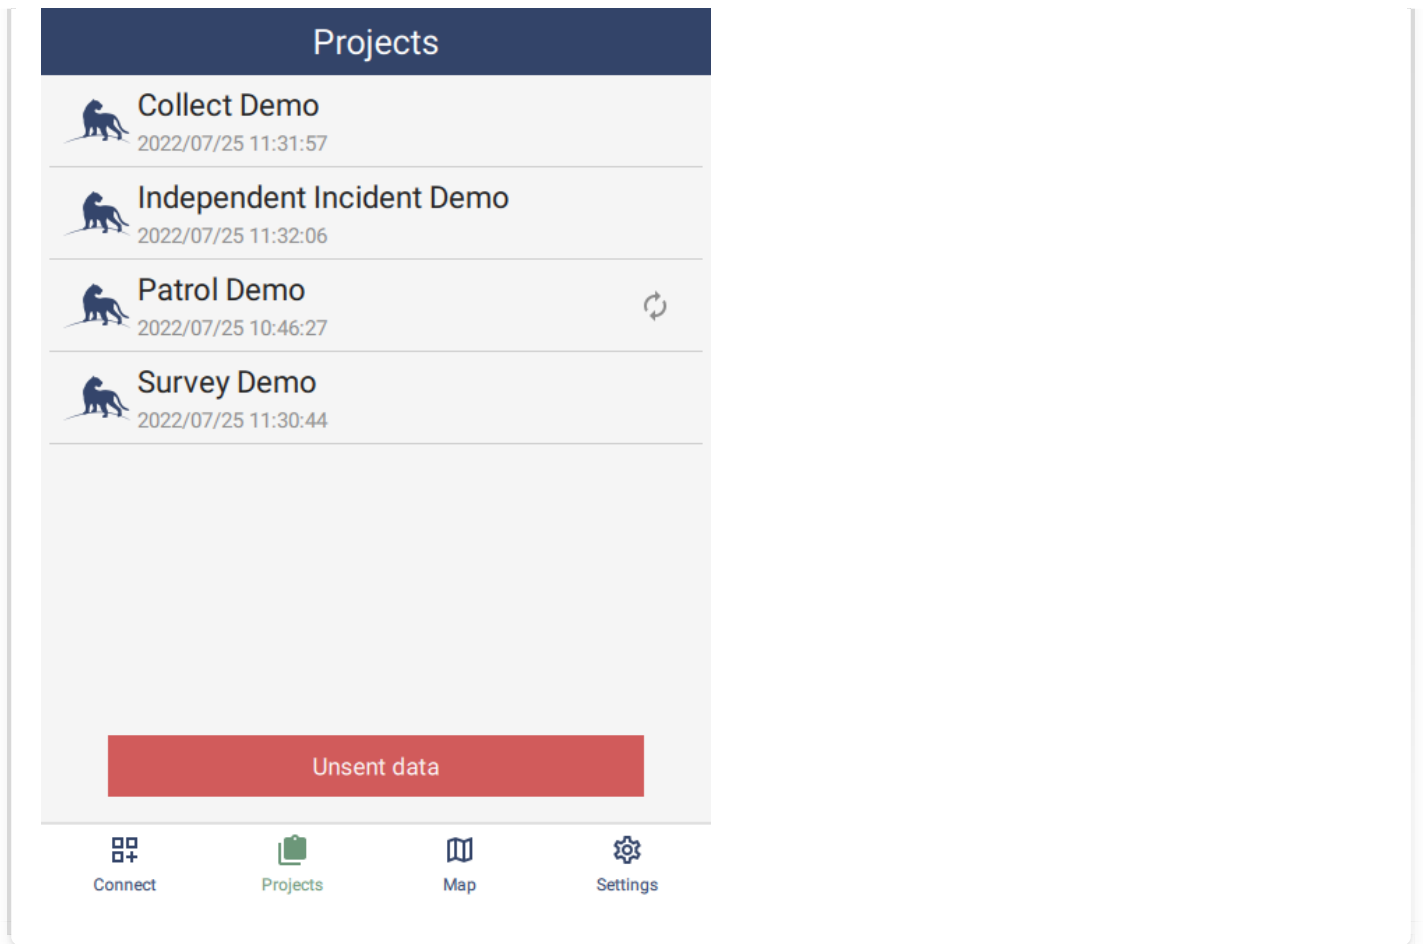 Projects
Collect Demo
2022/07/25 11:31:57
Independent Incident Demo
2022/07/25 11:32:06
Patrol Demo
2022/07/25 10:46:27
Survey Demo
2022/07/25 11:30:44
Unsent data
Connect
Projects
Map
Settings